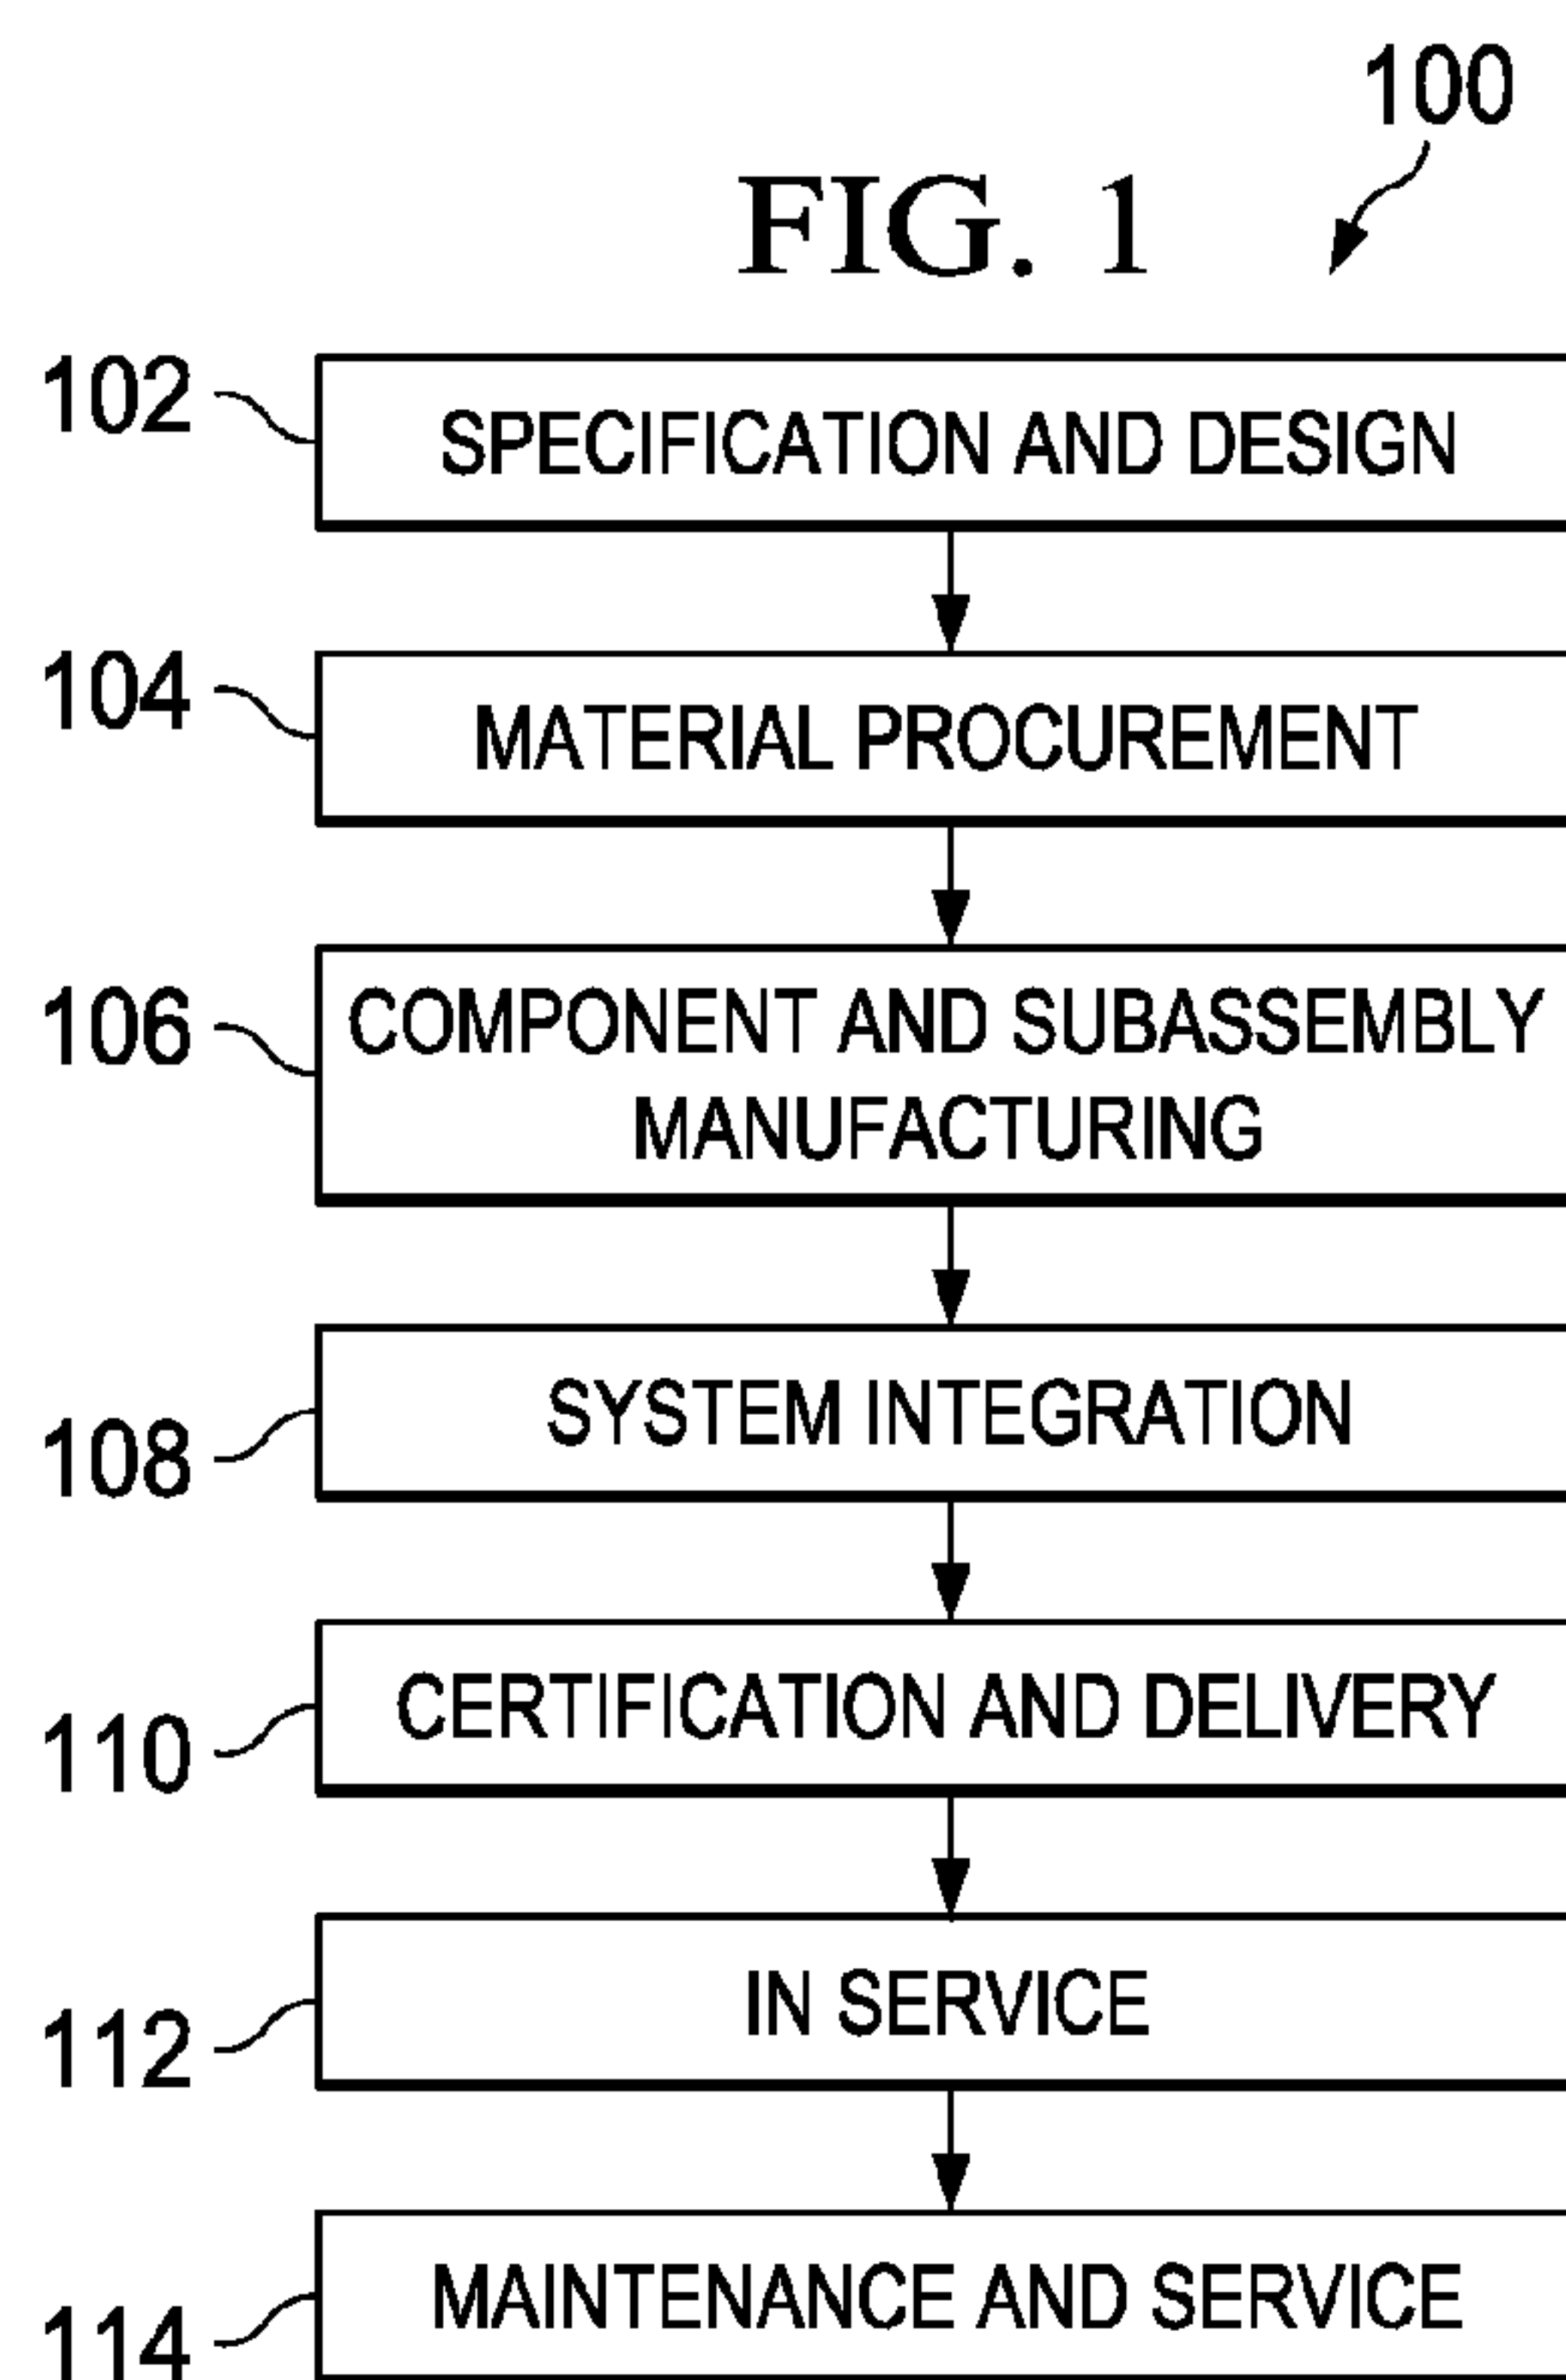 100
FIG. 1
102
SPECIFICATION AND DESIGN
104
MATERIAL PROCUREMENT
106
COMPONENT AND SUBASSEMBLY
MANUFACTURING
108
SYSTEM INTEGRATION
110
CERTIFICATION AND DELIVERY
112
IN SERVICE
114
MAINTENANCE AND SERVICE